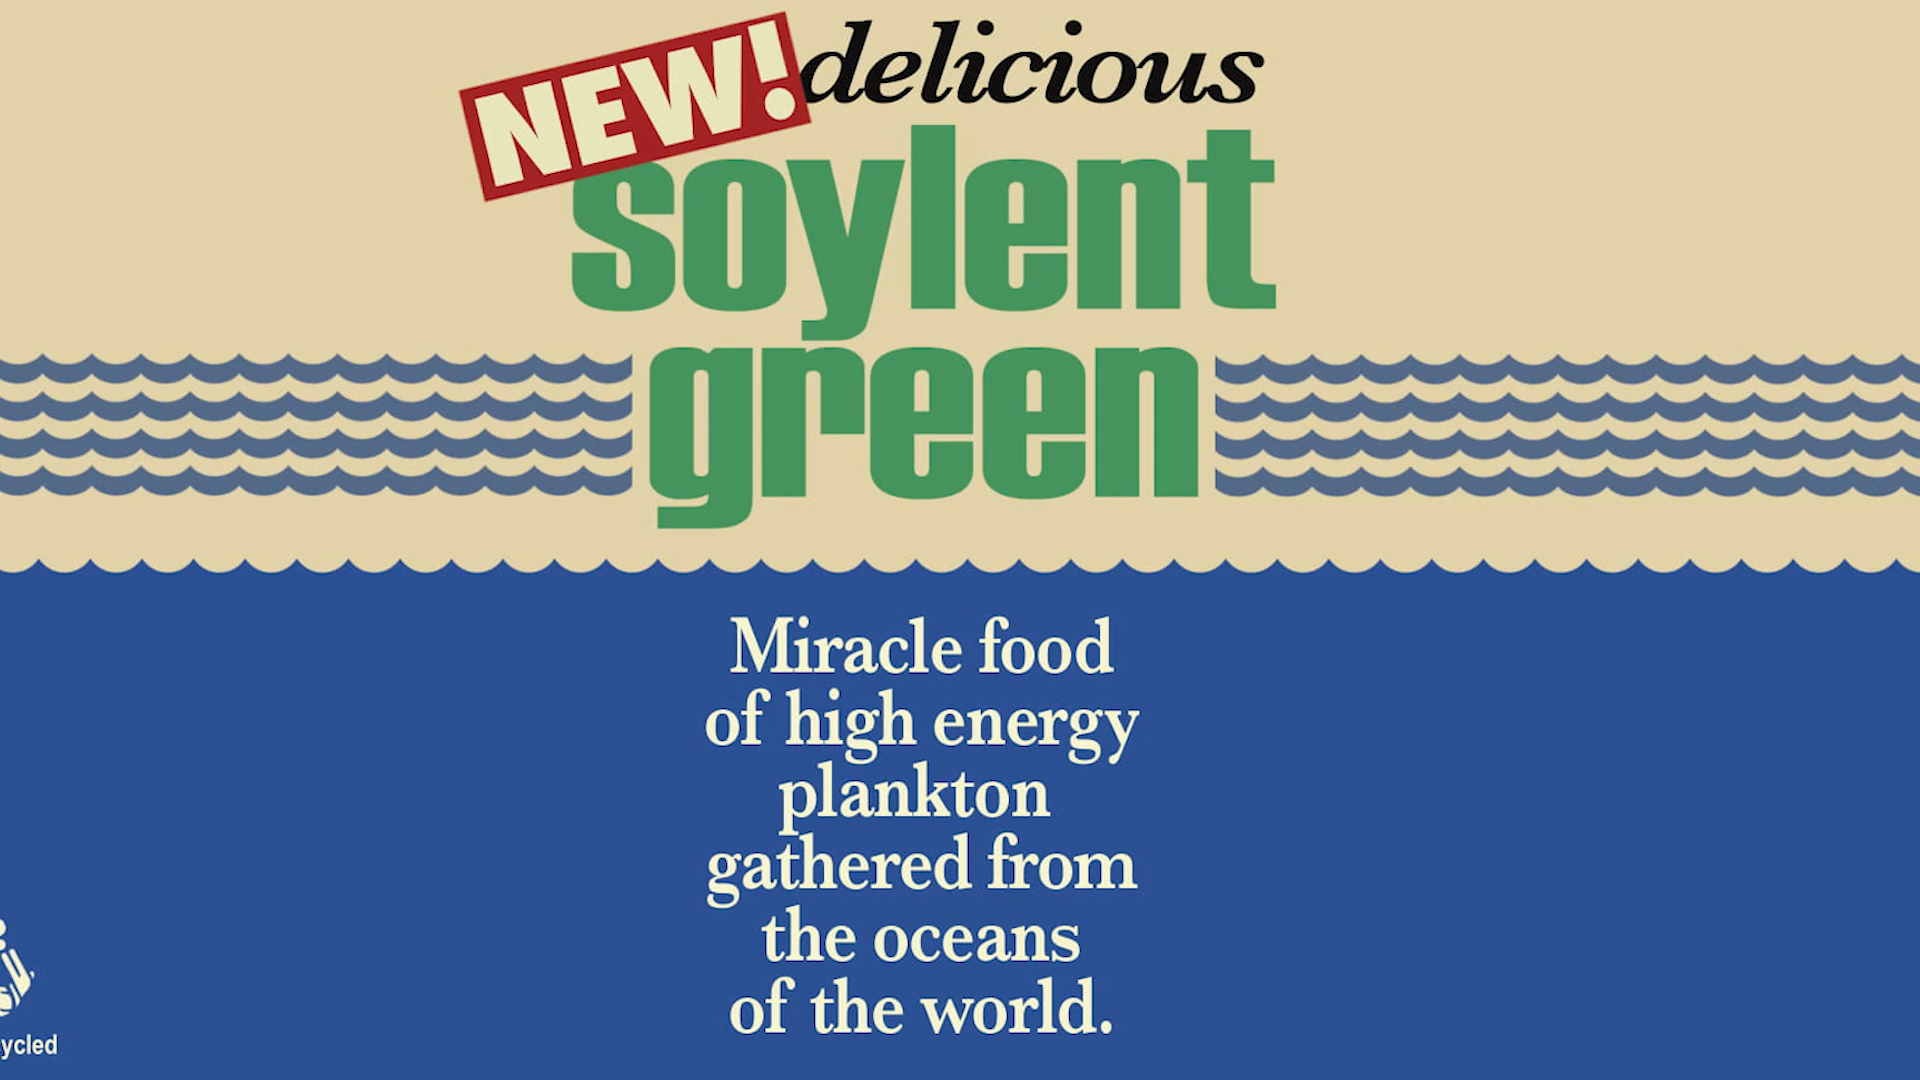 NEW!
delicious
soylent
green
Miracle food
of high energy
plankton
gathered from
the oceans
of the world.
ycled